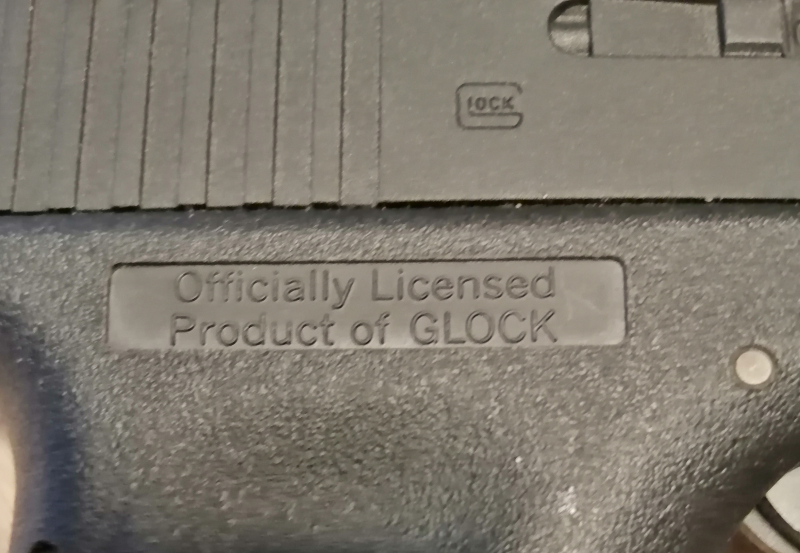 GLOCK
Officially Licensed
Product of GLOCK